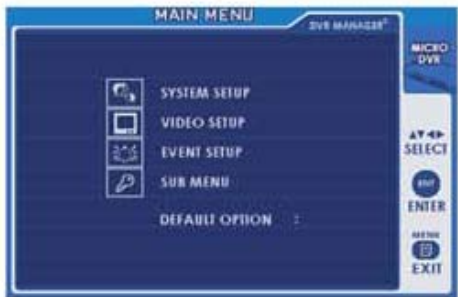 MAIN MENU
DVR MANAGER
MICRO
DVR
SYSTEM SETUP
VIDEO SETUP
EVENT SETUP
SUB MENU
DEFAULT OPTION :
SELECT
ENT
ENTER
EXIT